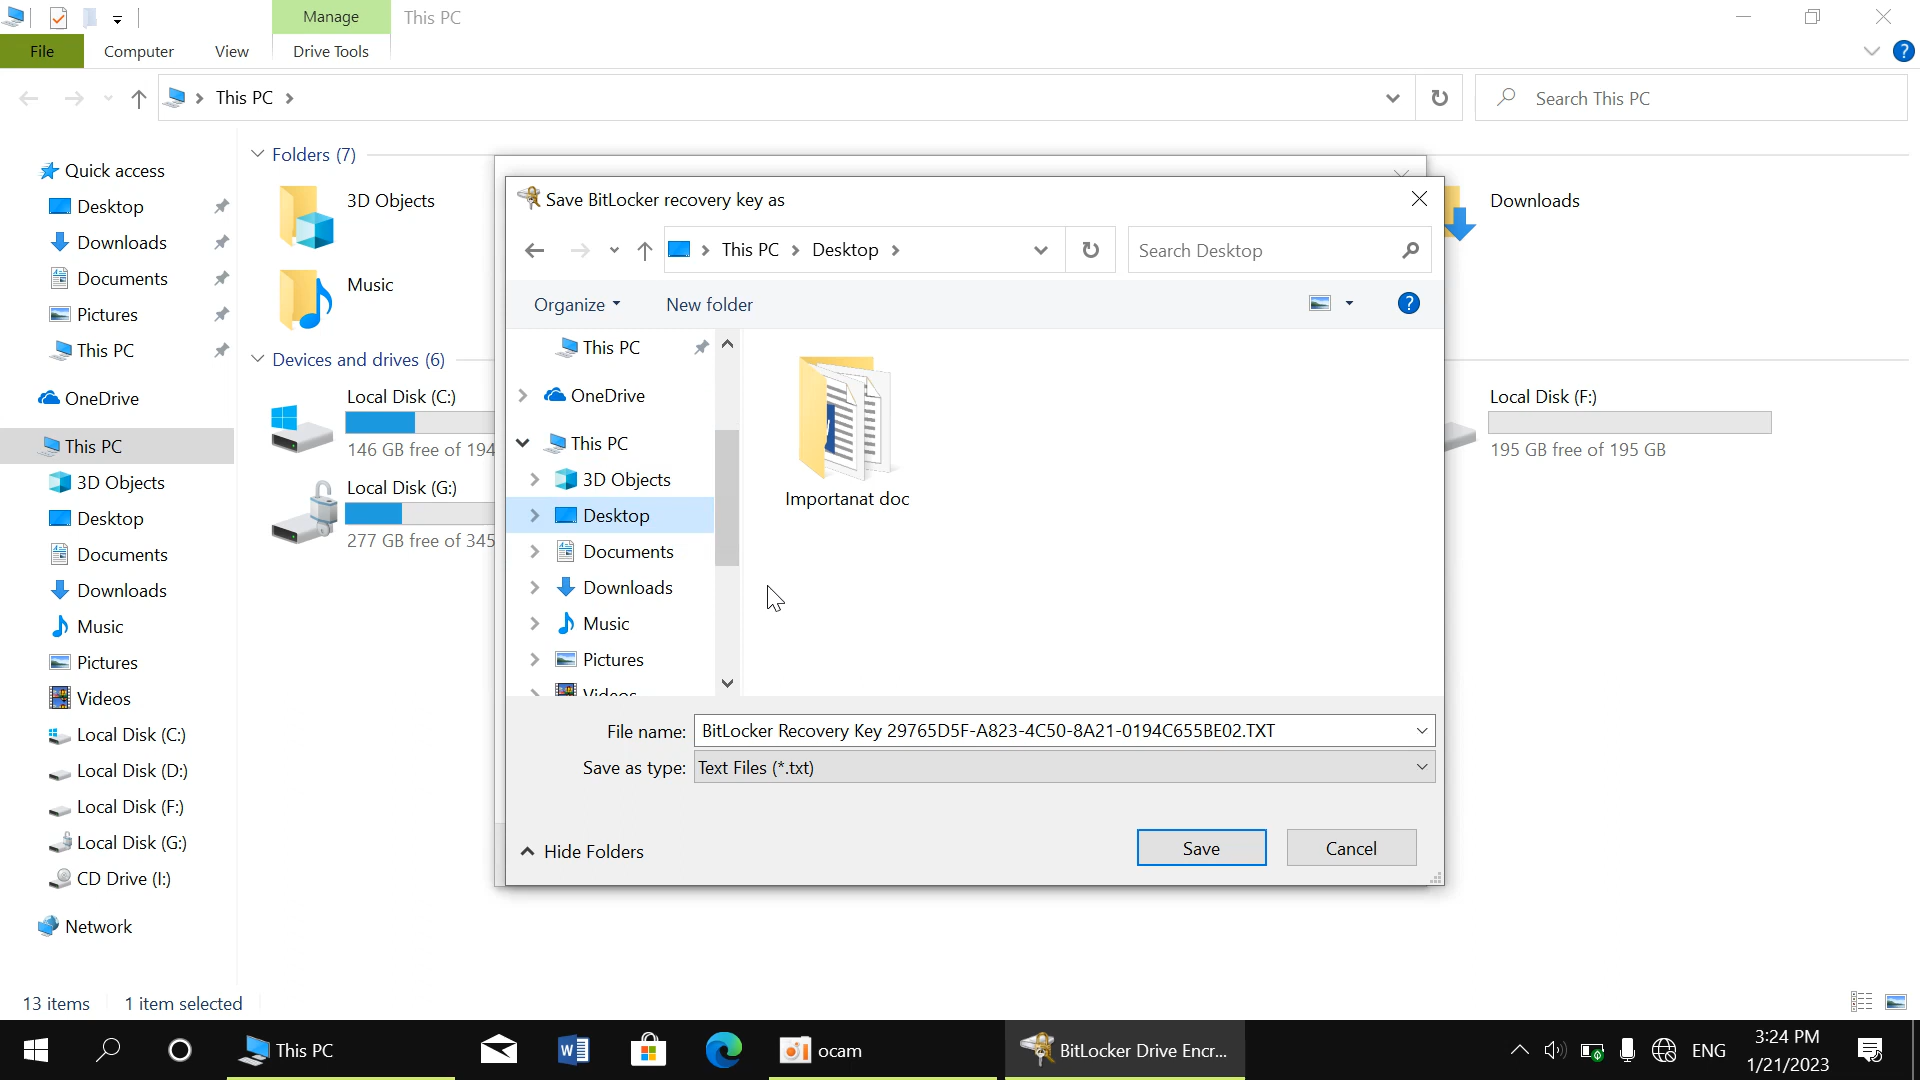 Manage
This PC
File
Computer
View
Drive Tools
This PC
Search This PC
Quick access
Desktop
Downloads
Documents
Pictures
This PC
OneDrive
This PC
3D Objects
Desktop
Documents
Downloads
Music
Pictures
Videos
Local Disk (C:)
Local Disk (D:)
Local Disk (F:)
Local Disk (G:)
CD Drive (I:)
Network
Folders (7)
3D Objects
Music
Downloads
Devices and drives (6)
Local Disk (C:)
146 GB free of 194
Local Disk (G:)
277 GB free of 345
Local Disk (F:)
195 GB free of 195 GB
Save BitLocker recovery key as
This PC
Desktop
Search Desktop
Organize
New folder
This PC
OneDrive
This PC
3D Objects
Desktop
Documents
Downloads
Music
Pictures
Videos
Importanat doc
File name: BitLocker Recovery Key 29765D5F-A823-4C50-8A21-0194C655BE02.TXT
Save as type: Text Files (*.txt)
Hide Folders
Save
Cancel
13 items
1 item selected
This PC
ocam
BitLocker Drive Encr...
ENG
3:24 PM
1/21/2023